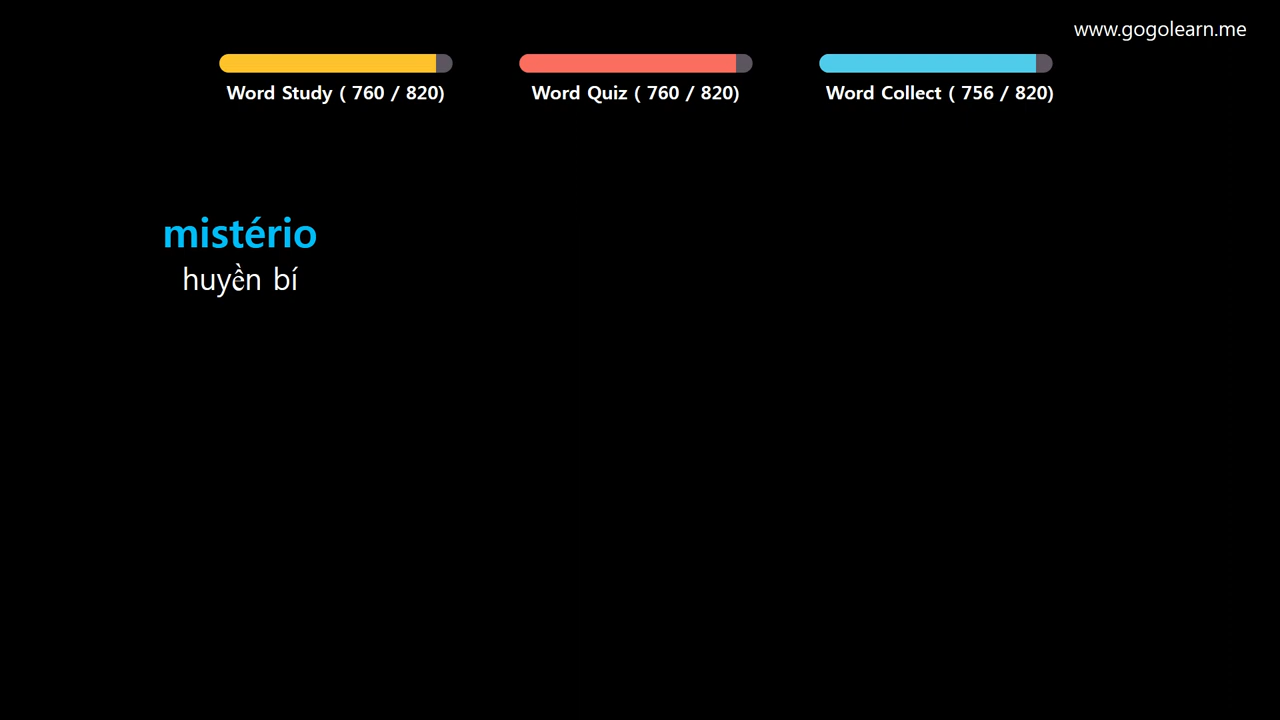 www.gogolearn.me
Word Study ( 760 / 820)
Word Quiz ( 760 / 820)
Word Collect ( 756 / 820)
mistério
huyền bí